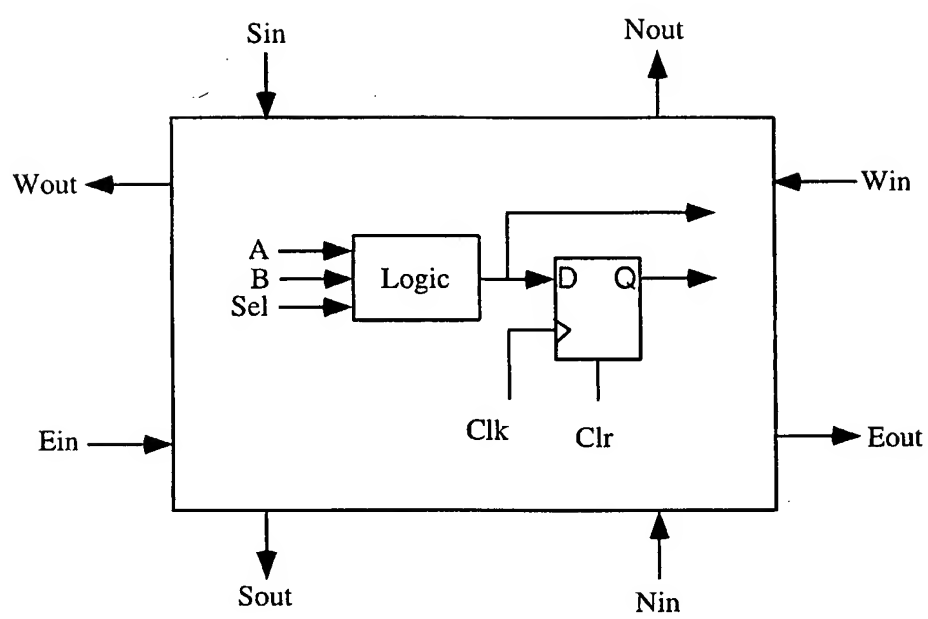 Sin
Nout
Wout
Win
A
B
Sel
Logic
D
Q
Clk
Clr
Ein
Eout
Sout
Nin